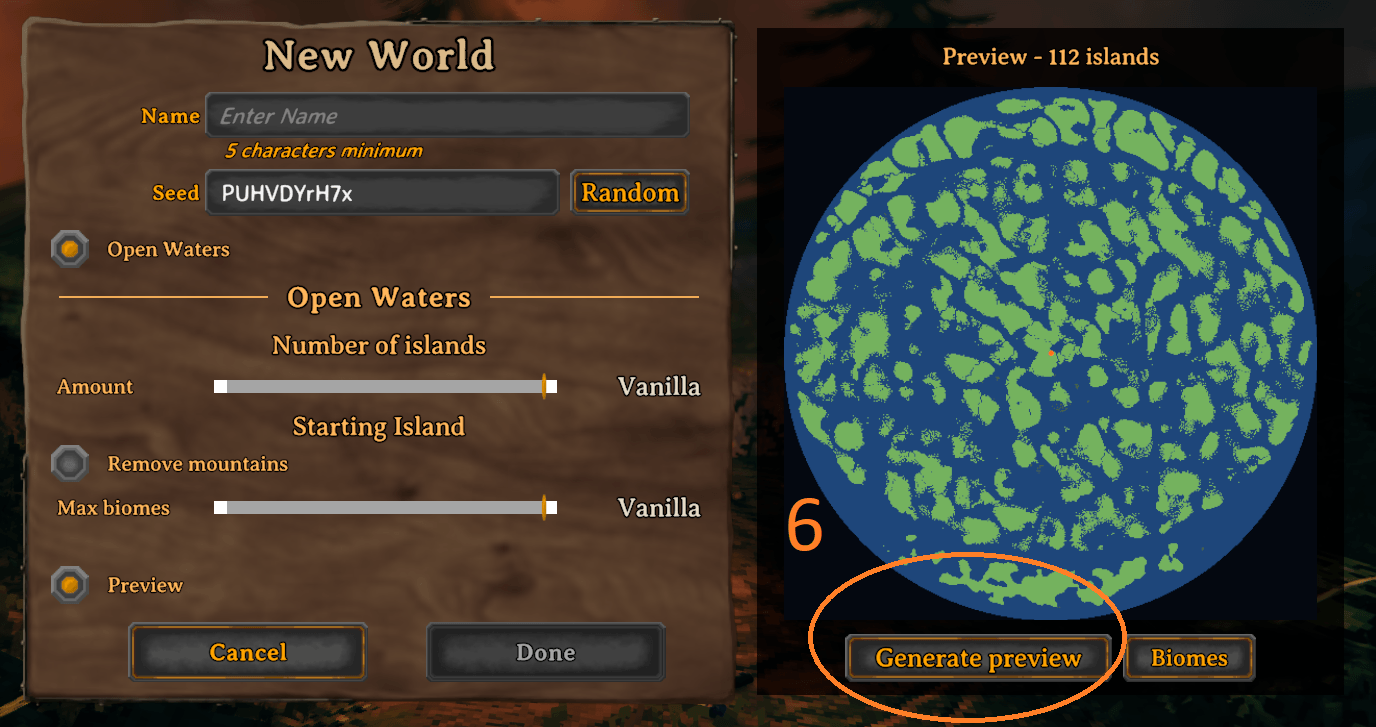 New World
Name Enter Name
5 characters minimum
Seed PUHVDYrH7x Random
Open Waters
Open Waters
Number of islands
Amount Vanilla
Starting Island
Remove mountains
Max biomes Vanilla
Preview
Cancel Done
Preview - 112 islands
6
Generate preview Biomes